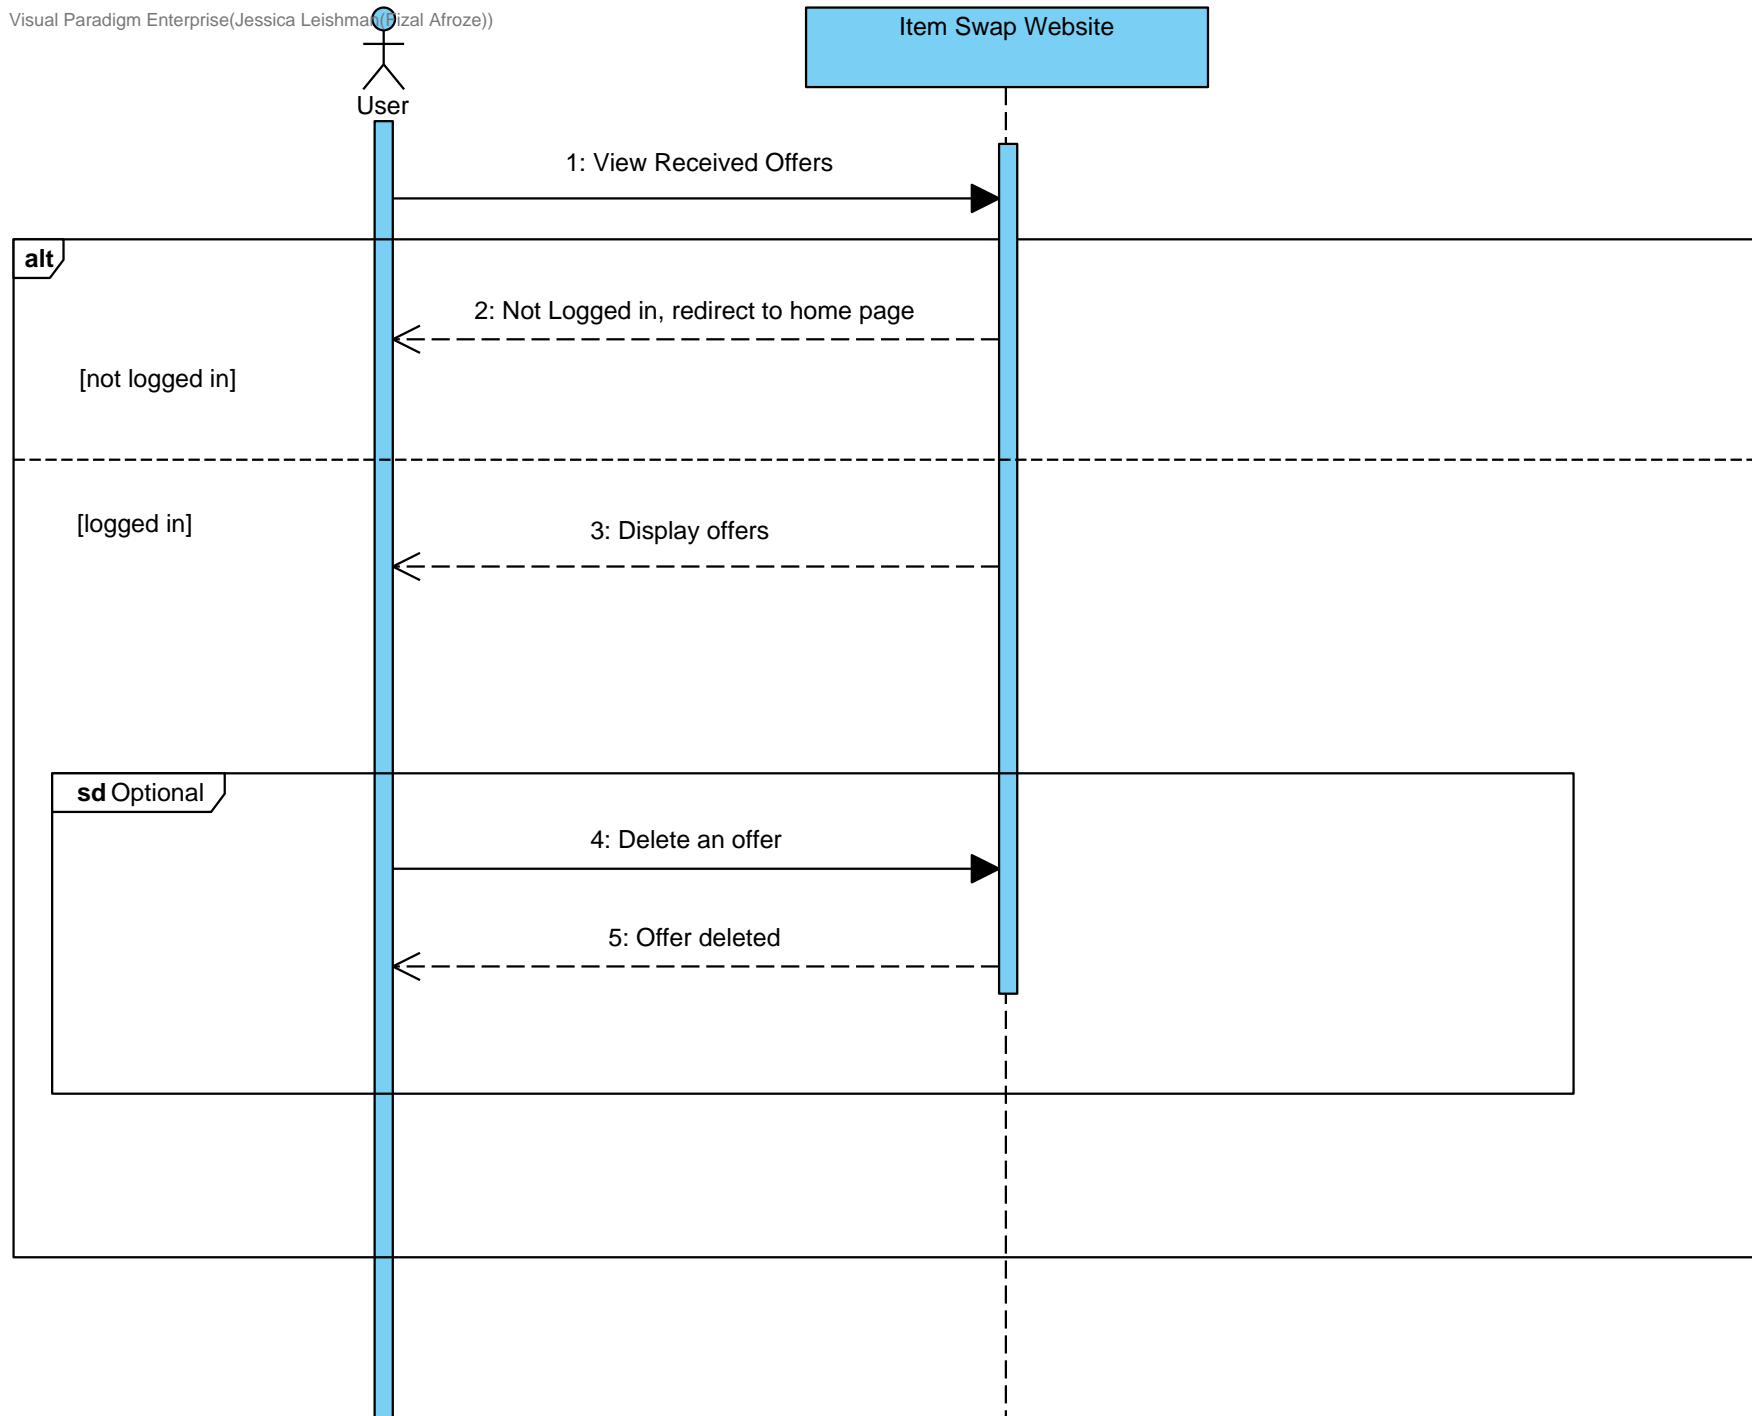 Visual Paradigm Enterprise(Jessica Leishman(Fizal Afroze))
Item Swap Website
User
1: View Received Offers
alt
2: Not Logged in, redirect to home page
[not logged in]
[logged in]
3: Display offers
sd Optional
4: Delete an offer
5: Offer deleted